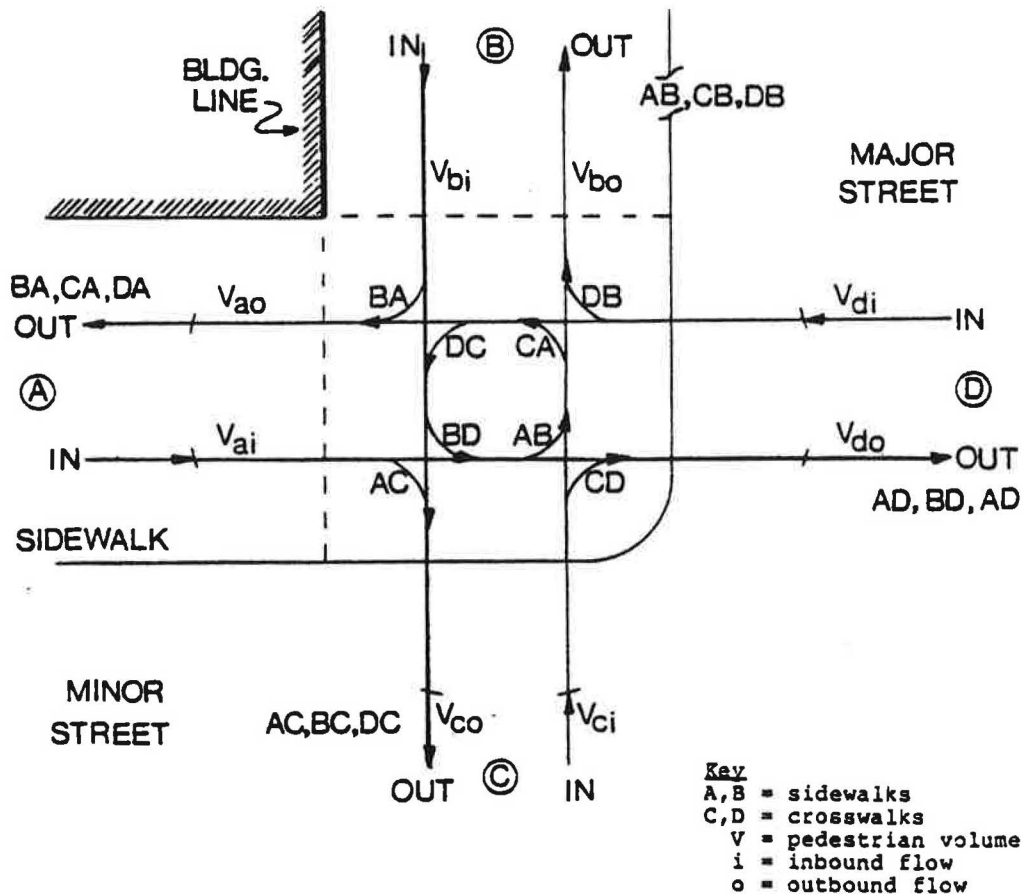 IN B OUT
BLDG.
LINE
AB,CB,DB
MAJOR
STREET
Vbi Vbo
BA,CA,DA
Vao BA DB Vdi
OUT IN
DC CA
A D
BD AB
IN Vai Vdo OUT
AC CD
AD, BD, AD
SIDEWALK
MINOR
STREET
AC,BC,DC Vco Vci
OUT C IN
Key
A,B = sidewalks
C,D = crosswalks
V = pedestrian volume
i = inbound flow
o = outbound flow